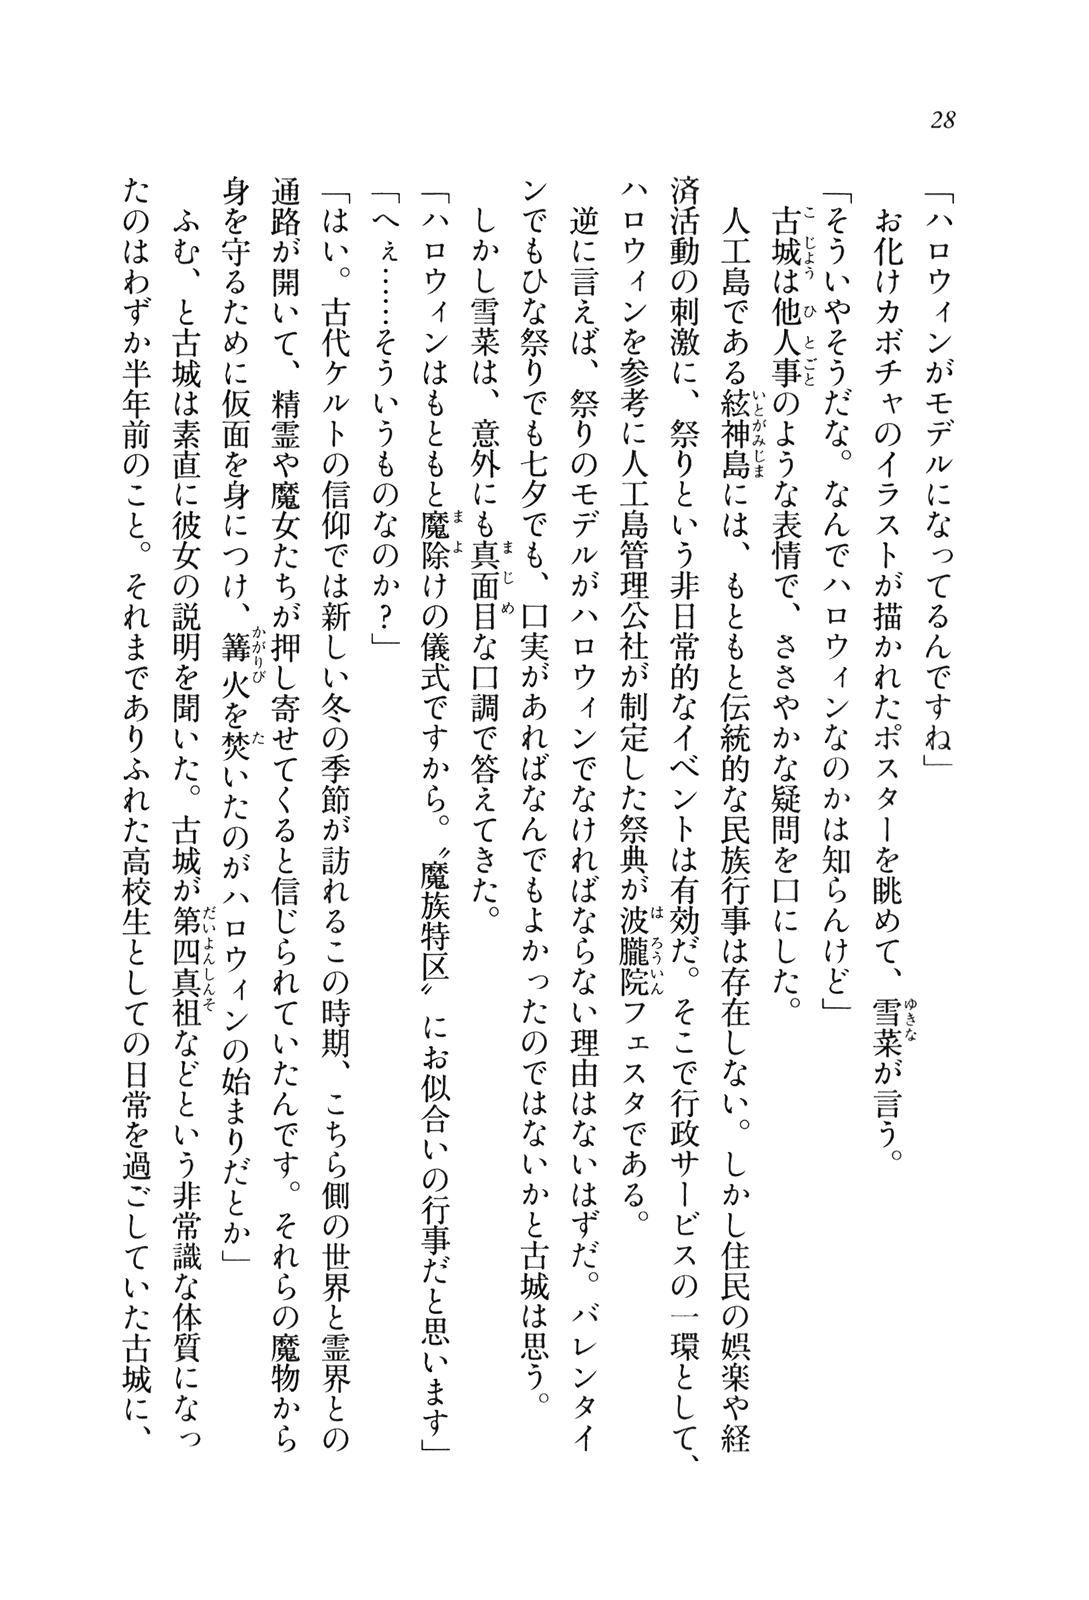 28
「ハロウィンがモデルになってるんですね」
お化けカボチャのイラストが描かれたポスターを眺めて、雪菜が言う。
「そういやそうだな。なんでハロウィンなのかは知らんけど」
古城は他人事のような表情で、ささやかな疑問を口にした。
人工島である絃神島には、もともと伝統的な民族行事は存在しない。しかし住民の娯楽や経
済活動の刺激に、祭りという非日常的なイベントは有効だ。そこで行政サービスの一環として、
ハロウィンを参考に人工島管理公社が制定した祭典が波朧院フェスタである。
逆に言えば、祭りのモデルがハロウィンでなければならない理由はないはずだ。バレンタイ
ンでもひな祭りでも七夕でも、口実があればなんでもよかったのではないかと古城は思う。
しかし雪菜は、意外にも真面目な口調で答えてきた。
「ハロウィンはもともと魔除けの儀式ですから。〝魔族特区〟にお似合いの行事だと思います」
「へぇ……そういうものなのか？」
「はい。古代ケルトの信仰では新しい冬の季節が訪れるこの時期、こちら側の世界と霊界との
通路が開いて、精霊や魔女たちが押し寄せてくると信じられていたんです。それらの魔物から
身を守るために仮面を身につけ、篝火を焚いたのがハロウィンの始まりだとか」
ふむ、と古城は素直に彼女の説明を聞いた。古城が第四真祖などという非常識な体質になっ
たのはわずか半年前のこと。それまでありふれた高校生としての日常を過ごしていた古城に、